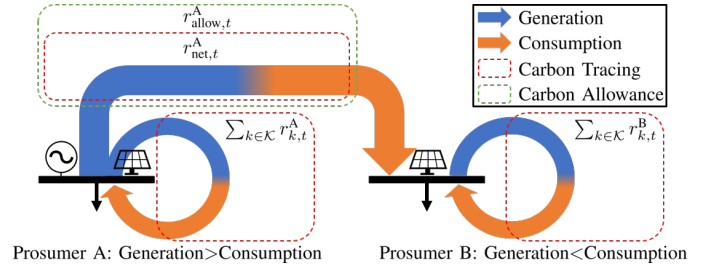 r^A_{allow,t}
r^A_{net,t}
Generation
Consumption
Carbon Tracing
Carbon Allowance
∑_{k∈𝒦} r^A_{k,t}
∑_{k∈𝒦} r^B_{k,t}
Prosumer A: Generation>Consumption
Prosumer B: Generation<Consumption